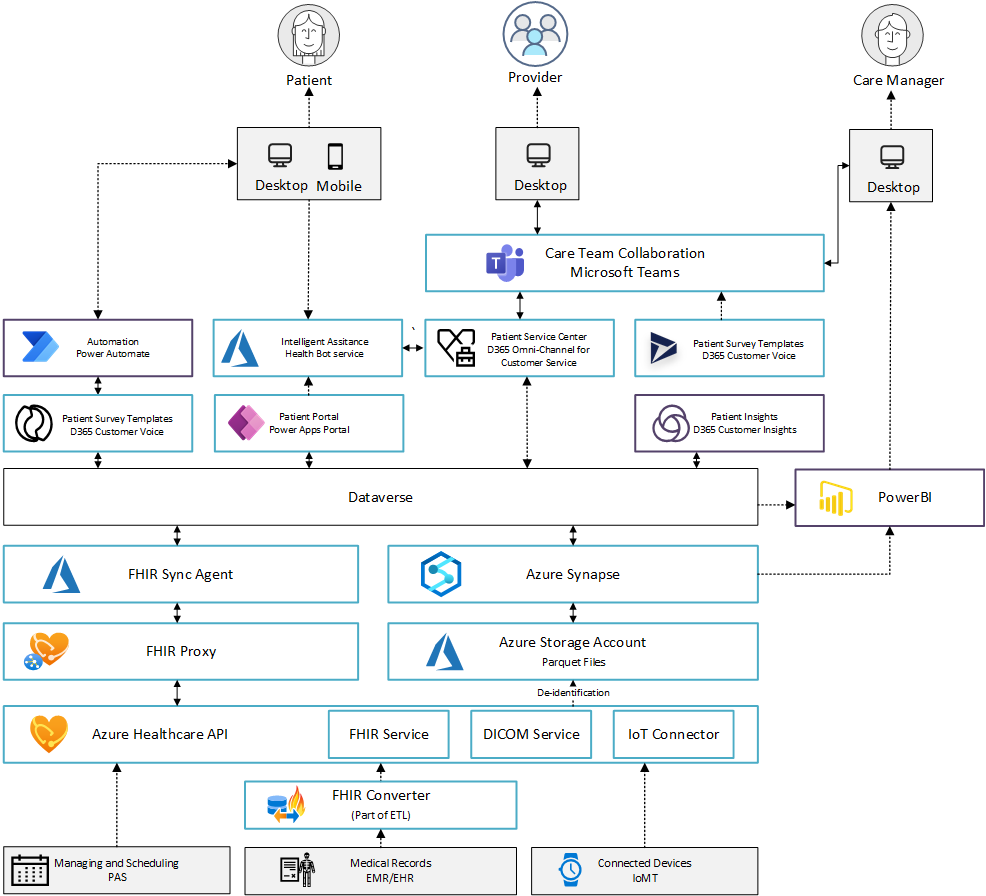 Patient
Provider
Care Manager
Desktop Mobile
Desktop
Desktop
Care Team Collaboration
Microsoft Teams
T
Automation
Power Automate
Intelligent Assitance
Health Bot service
`
Patient Service Center
D365 Omni-Channel for
Customer Service
Patient Survey Templates
D365 Customer Voice
Patient Survey Templates
D365 Customer Voice
Patient Portal
Power Apps Portal
Patient Insights
D365 Customer Insights
Dataverse
PowerBI
FHIR Sync Agent
Azure Synapse
FHIR Proxy
Azure Storage Account
Parquet Files
De-identification
Azure Healthcare API
FHIR Service
DICOM Service
IoT Connector
FHIR Converter
(Part of ETL)
Managing and Scheduling
PAS
Medical Records
EMR/EHR
Connected Devices
IoMT